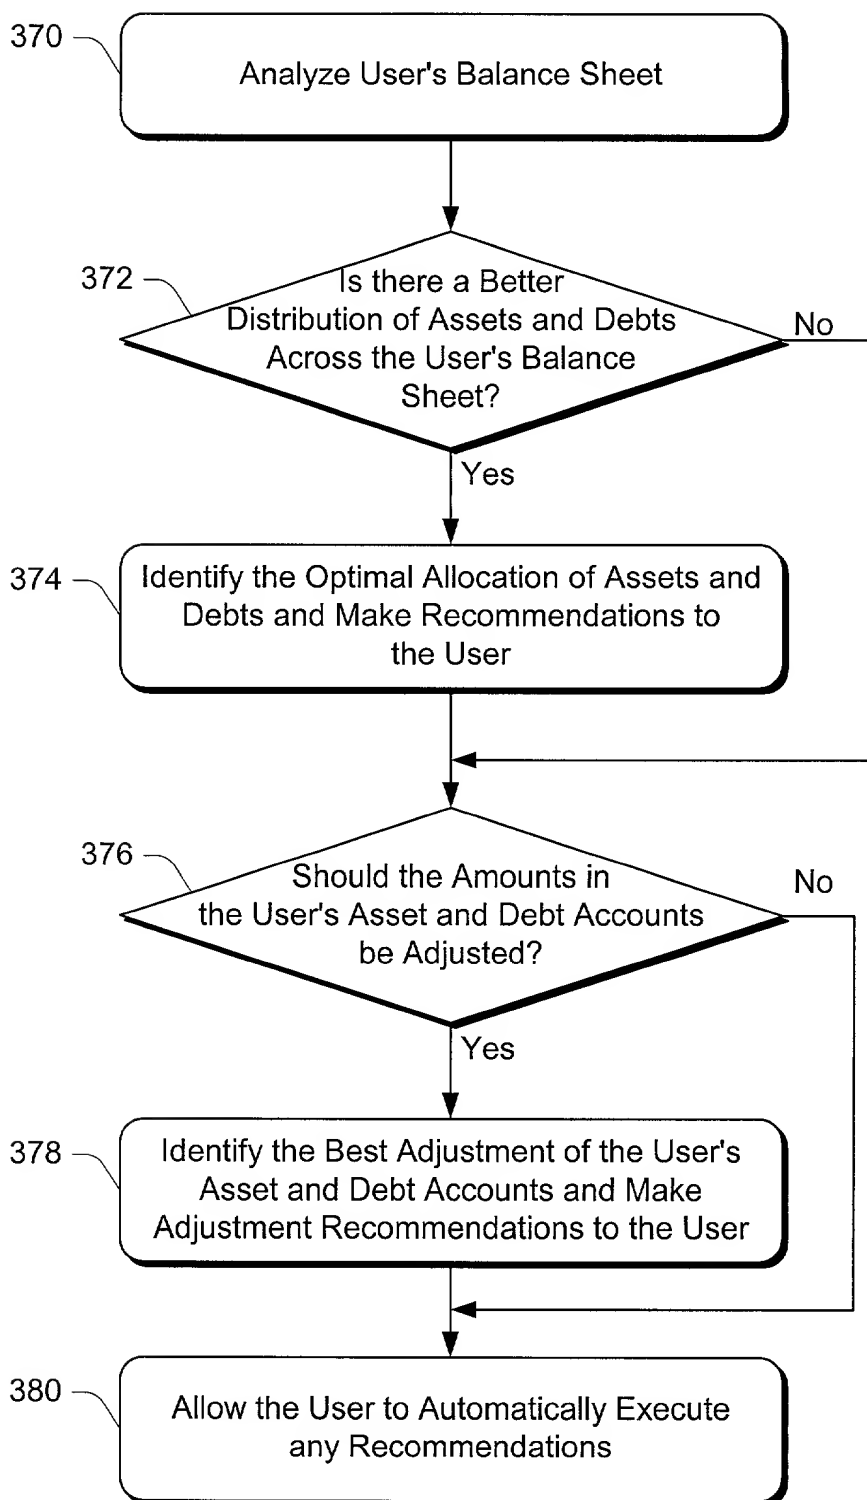 370
Analyze User's Balance Sheet
372
Is there a Better
Distribution of Assets and Debts
Across the User's Balance
Sheet?
No
Yes
374
Identify the Optimal Allocation of Assets and
Debts and Make Recommendations to
the User
376
Should the Amounts in
the User's Asset and Debt Accounts
be Adjusted?
No
Yes
378
Identify the Best Adjustment of the User's
Asset and Debt Accounts and Make
Adjustment Recommendations to the User
380
Allow the User to Automatically Execute
any Recommendations